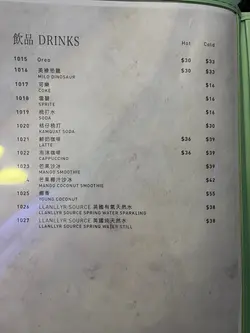 飲品 DRINKS
Hot Cold
1015 Oreo $30 $33
1016 美祿恐龍 $30 $33
MILO DINOSAUR
1017 可樂 $16
COKE
1018 雪碧 $16
SPRITE
1019 梳打水 $16
SODA
1020 桔仔梳打 $30
KAMQUAT SODA
1021 鮮奶咖啡 $36 $39
LATTE
1022 泡沫咖啡 $36 $39
CAPPUCCINO
1023 芒果沙冰 $39
MANGO SMOOTHIE
4 芒果椰汁沙冰 $42
MANGO COCONUT SMOOTHIE
1025 椰青 $55
YOUNG COCONUT
1026 LLANLLYR SOURCE 英國有氣天然水 $38
LLANLLYR SOURCE SPRING WATER SPARKLING
1027 LLANLLYR SOURCE 英國純天然水 $38
LLANLLYR SOURCE SPRING WATER STILL